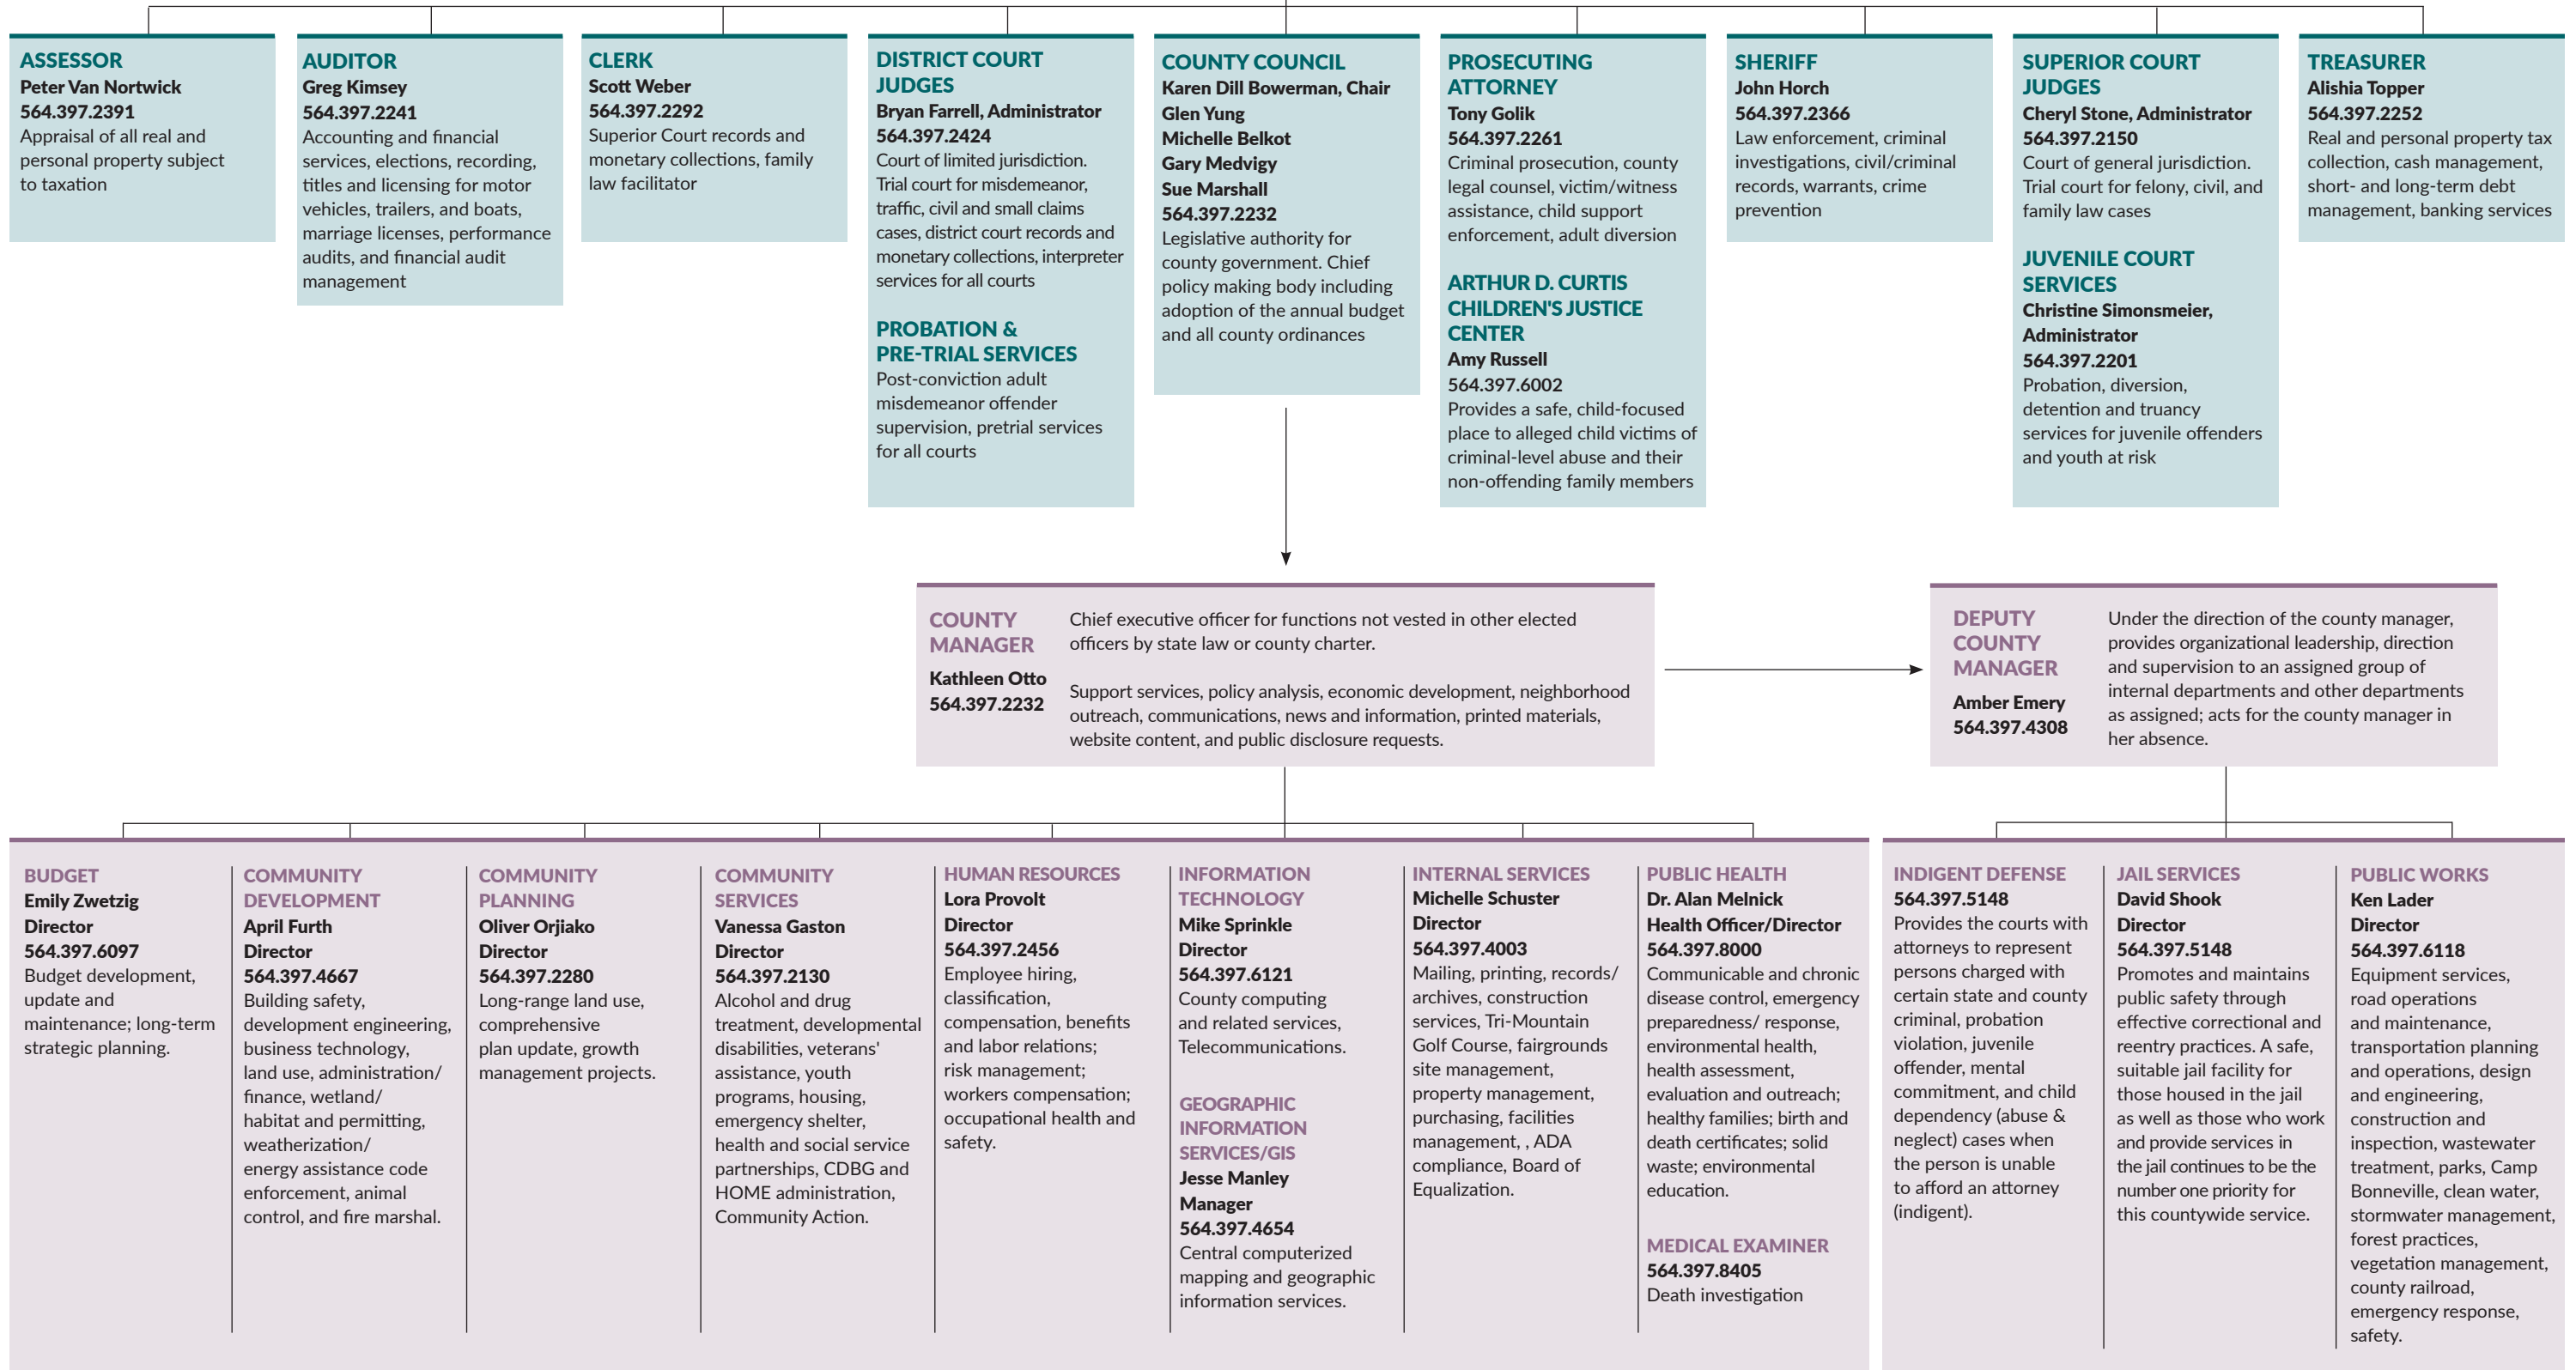 ASSESSOR
Peter Van Nortwick
564.397.2391
Appraisal of all real and
personal property subject
to taxation
AUDITOR
Greg Kimsey
564.397.2241
Accounting and financial
services, elections, recording,
titles and licensing for motor
vehicles, trailers, and boats,
marriage licenses, performance
audits, and financial audit
management
CLERK
Scott Weber
564.397.2292
Superior Court records and
monetary collections, family
law facilitator
DISTRICT COURT
JUDGES
Bryan Farrell, Administrator
564.397.2424
Court of limited jurisdiction.
Trial court for misdemeanor,
traffic, civil and small claims
cases, district court records and
monetary collections, interpreter
services for all courts
PROBATION &
PRE-TRIAL SERVICES
Post-conviction adult
misdemeanor offender
supervision, pretrial services
for all courts
COUNTY COUNCIL
Karen Dill Bowerman, Chair
Glen Yung
Michelle Belkot
Gary Medvigy
Sue Marshall
564.397.2232
Legislative authority for
county government. Chief
policy making body including
adoption of the annual budget
and all county ordinances
PROSECUTING
ATTORNEY
Tony Golik
564.397.2261
Criminal prosecution, county
legal counsel, victim/witness
assistance, child support
enforcement, adult diversion
ARTHUR D. CURTIS
CHILDREN'S JUSTICE
CENTER
Amy Russell
564.397.6002
Provides a safe, child-focused
place to alleged child victims of
criminal-level abuse and their
non-offending family members
SHERIFF
John Horch
564.397.2366
Law enforcement, criminal
investigations, civil/criminal
records, warrants, crime
prevention
SUPERIOR COURT
JUDGES
Cheryl Stone, Administrator
564.397.2150
Court of general jurisdiction.
Trial court for felony, civil, and
family law cases
JUVENILE COURT
SERVICES
Christine Simonsmeier,
Administrator
564.397.2201
Probation, diversion,
detention and truancy
services for juvenile offenders
and youth at risk
TREASURER
Alishia Topper
564.397.2252
Real and personal property tax
collection, cash management,
short- and long-term debt
management, banking services
COUNTY
MANAGER
Kathleen Otto
564.397.2232
Chief executive officer for functions not vested in other elected
officers by state law or county charter.
Support services, policy analysis, economic development, neighborhood
outreach, communications, news and information, printed materials,
website content, and public disclosure requests.
DEPUTY
COUNTY
MANAGER
Amber Emery
564.397.4308
Under the direction of the county manager,
provides organizational leadership, direction
and supervision to an assigned group of
internal departments and other departments
as assigned; acts for the county manager in
her absence.
BUDGET
Emily Zwetzig
Director
564.397.6097
Budget development,
update and
maintenance; long-term
strategic planning.
COMMUNITY
DEVELOPMENT
April Furth
Director
564.397.4667
Building safety,
development engineering,
business technology,
land use, administration/
finance, wetland/
habitat and permitting,
weatherization/
energy assistance code
enforcement, animal
control, and fire marshal.
COMMUNITY
PLANNING
Oliver Orjiako
Director
564.397.2280
Long-range land use,
comprehensive
plan update, growth
management projects.
COMMUNITY
SERVICES
Vanessa Gaston
Director
564.397.2130
Alcohol and drug
treatment, developmental
disabilities, veterans'
assistance, youth
programs, housing,
emergency shelter,
health and social service
partnerships, CDBG and
HOME administration,
Community Action.
HUMAN RESOURCES
Lora Provolt
Director
564.397.2456
Employee hiring,
classification,
compensation, benefits
and labor relations;
risk management;
workers compensation;
occupational health and
safety.
INFORMATION
TECHNOLOGY
Mike Sprinkle
Director
564.397.6121
County computing
and related services,
Telecommunications.
GEOGRAPHIC
INFORMATION
SERVICES/GIS
Jesse Manley
Manager
564.397.4654
Central computerized
mapping and geographic
information services.
INTERNAL SERVICES
Michelle Schuster
Director
564.397.4003
Mailing, printing, records/
archives, construction
services, Tri-Mountain
Golf Course, fairgrounds
site management,
property management,
purchasing, facilities
management, , ADA
compliance, Board of
Equalization.
PUBLIC HEALTH
Dr. Alan Melnick
Health Officer/Director
564.397.8000
Communicable and chronic
disease control, emergency
preparedness/ response,
environmental health,
health assessment,
evaluation and outreach;
healthy families; birth and
death certificates; solid
waste; environmental
education.
MEDICAL EXAMINER
564.397.8405
Death investigation
INDIGENT DEFENSE
564.397.5148
Provides the courts with
attorneys to represent
persons charged with
certain state and county
criminal, probation
violation, juvenile
offender, mental
commitment, and child
dependency (abuse &
neglect) cases when
the person is unable
to afford an attorney
(indigent).
JAIL SERVICES
David Shook
Director
564.397.5148
Promotes and maintains
public safety through
effective correctional and
reentry practices. A safe,
suitable jail facility for
those housed in the jail
as well as those who work
and provide services in
the jail continues to be the
number one priority for
this countywide service.
PUBLIC WORKS
Ken Lader
Director
564.397.6118
Equipment services,
road operations
and maintenance,
transportation planning
and operations, design
and engineering,
construction and
inspection, wastewater
treatment, parks, Camp
Bonneville, clean water,
stormwater management,
forest practices,
vegetation management,
county railroad,
emergency response,
safety.